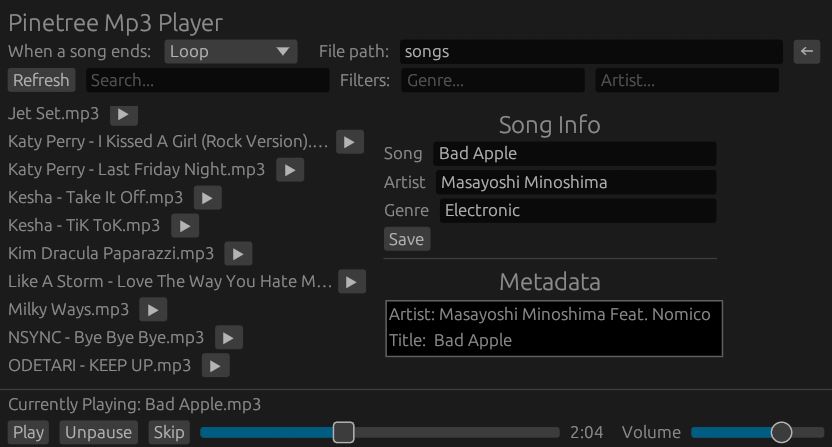 Pinetree Mp3 Player
When a song ends: Loop File path: songs ←
Refresh Search... Filters: Genre... Artist...
Jet Set.mp3
Katy Perry - I Kissed A Girl (Rock Version)....
Katy Perry - Last Friday Night.mp3
Kesha - Take It Off.mp3
Kesha - TiK ToK.mp3
Kim Dracula Paparazzi.mp3
Like A Storm - Love The Way You Hate M...
Milky Ways.mp3
NSYNC - Bye Bye Bye.mp3
ODETARI - KEEP UP.mp3
Song Info
Song Bad Apple
Artist Masayoshi Minoshima
Genre Electronic
Save
Metadata
Artist: Masayoshi Minoshima Feat. Nomico
Title: Bad Apple
Currently Playing: Bad Apple.mp3
Play Unpause Skip 2:04 Volume